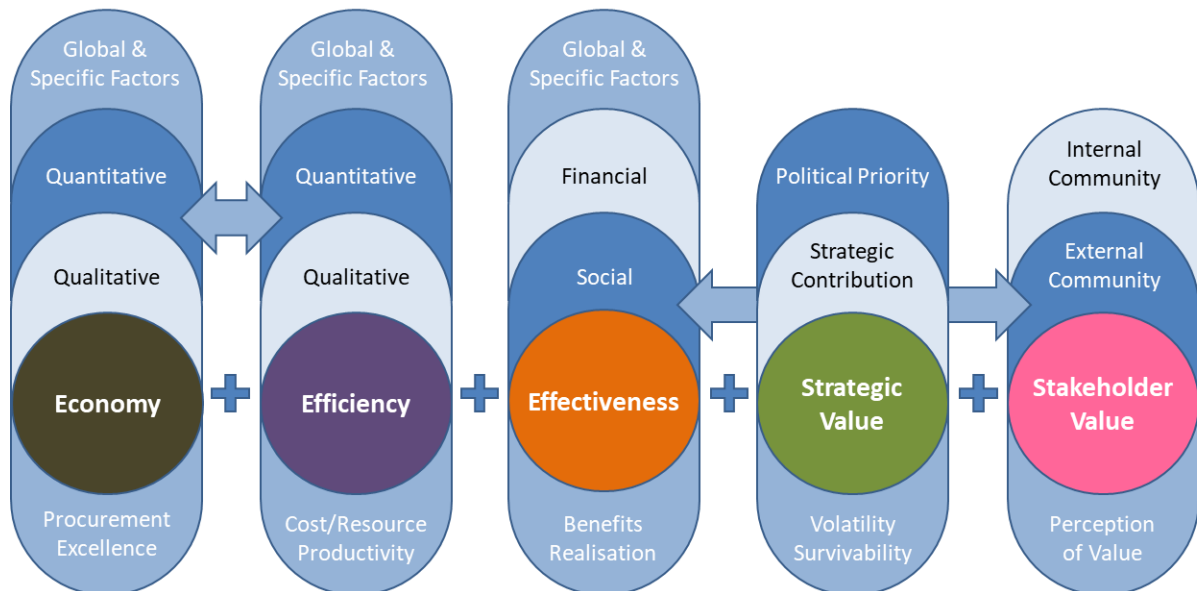 Global &
Specific Factors
Quantitative
Qualitative
Economy
Procurement
Excellence
Global &
Specific Factors
Quantitative
Qualitative
Efficiency
Cost/Resource
Productivity
Global &
Specific Factors
Financial
Social
Effectiveness
Benefits
Realisation
Political Priority
Strategic
Contribution
Strategic
Value
Volatility
Survivability
Internal
Community
External
Community
Stakeholder
Value
Perception
of Value